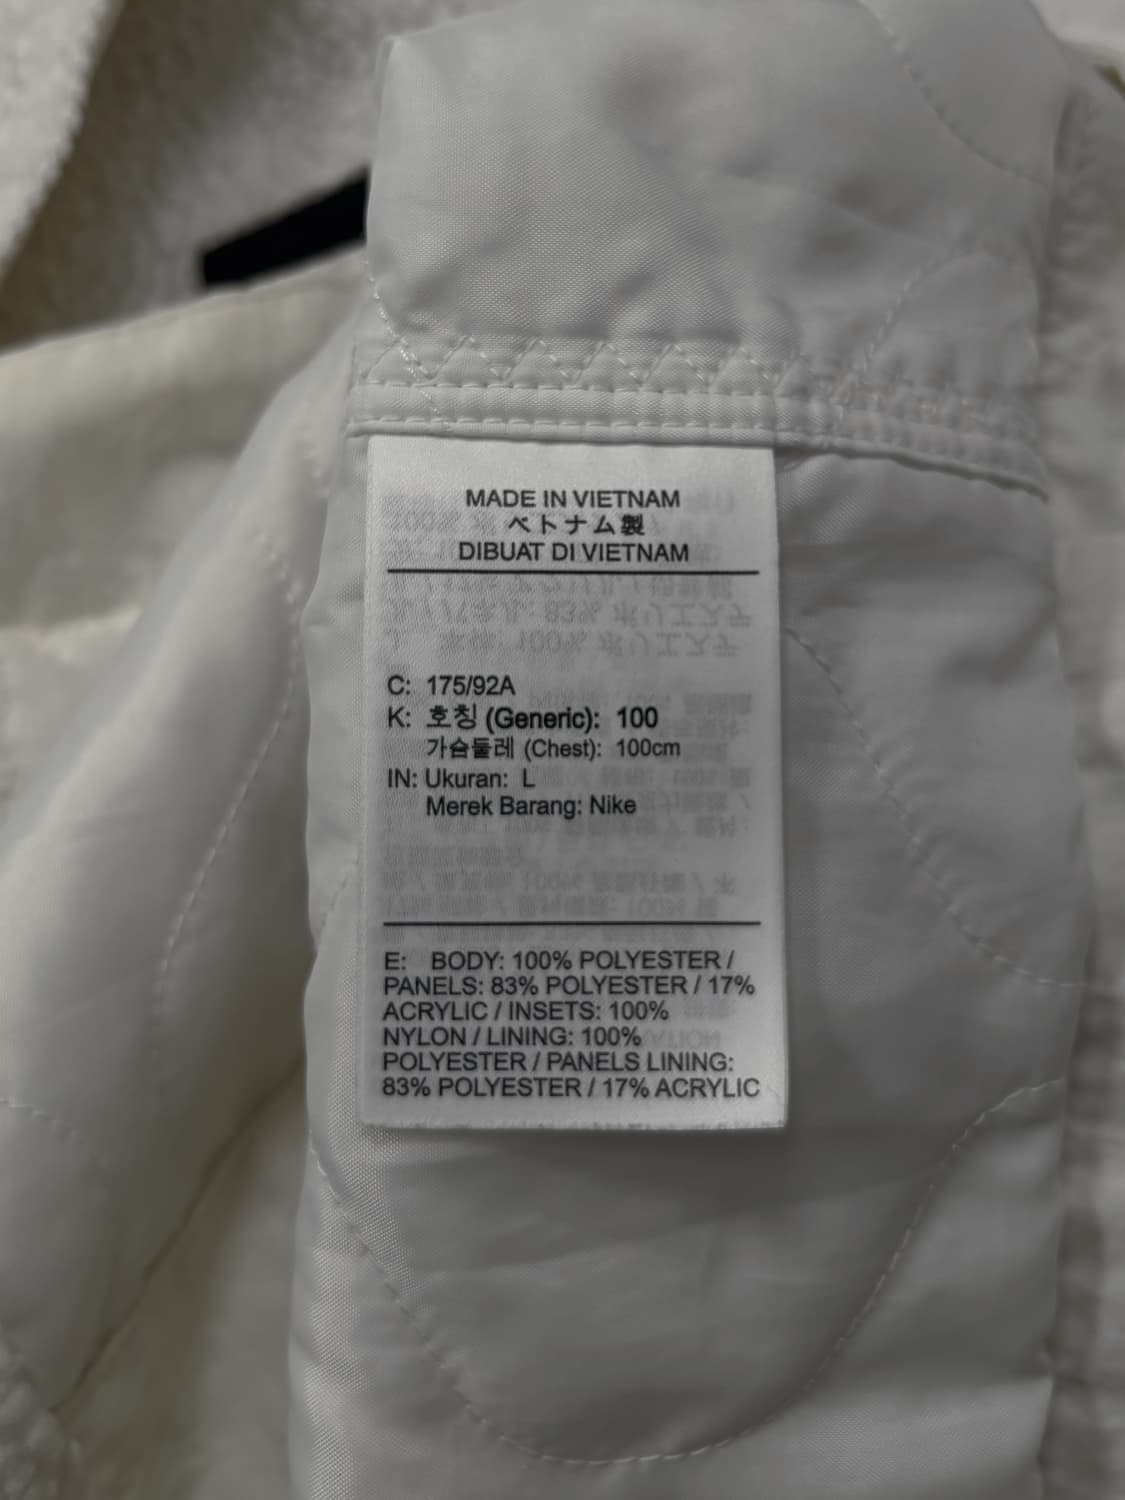 MADE IN VIETNAM
ベトナム製
DIBUAT DI VIETNAM
C: 175/92A
K: 호칭 (Generic): 100
가슴둘레 (Chest): 100cm
IN: Ukuran: L
Merek Barang: Nike
E: BODY: 100% POLYESTER /
PANELS: 83% POLYESTER / 17%
ACRYLIC / INSETS: 100%
NYLON / LINING: 100%
POLYESTER / PANELS LINING:
83% POLYESTER / 17% ACRYLIC